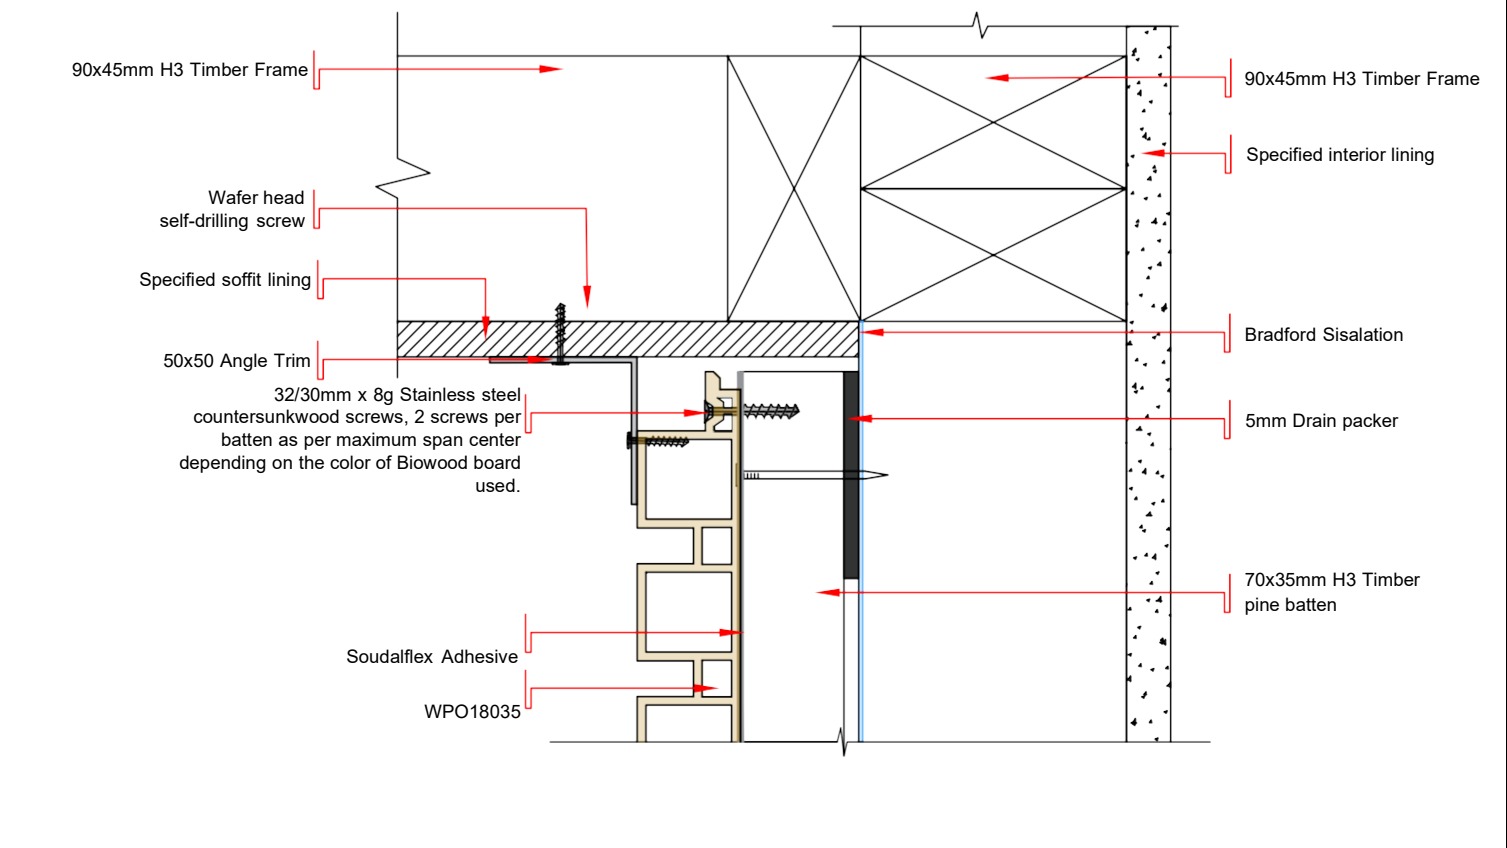 90x45mm H3 Timber Frame
Wafer head
self-drilling screw
Specified soffit lining
50x50 Angle Trim
32/30mm x 8g Stainless steel
countersunkwood screws, 2 screws per
batten as per maximum span center
depending on the color of Biowood board
used.
Soudalflex Adhesive
WPO18035
90x45mm H3 Timber Frame
Specified interior lining
Bradford Sisalation
5mm Drain packer
70x35mm H3 Timber
pine batten